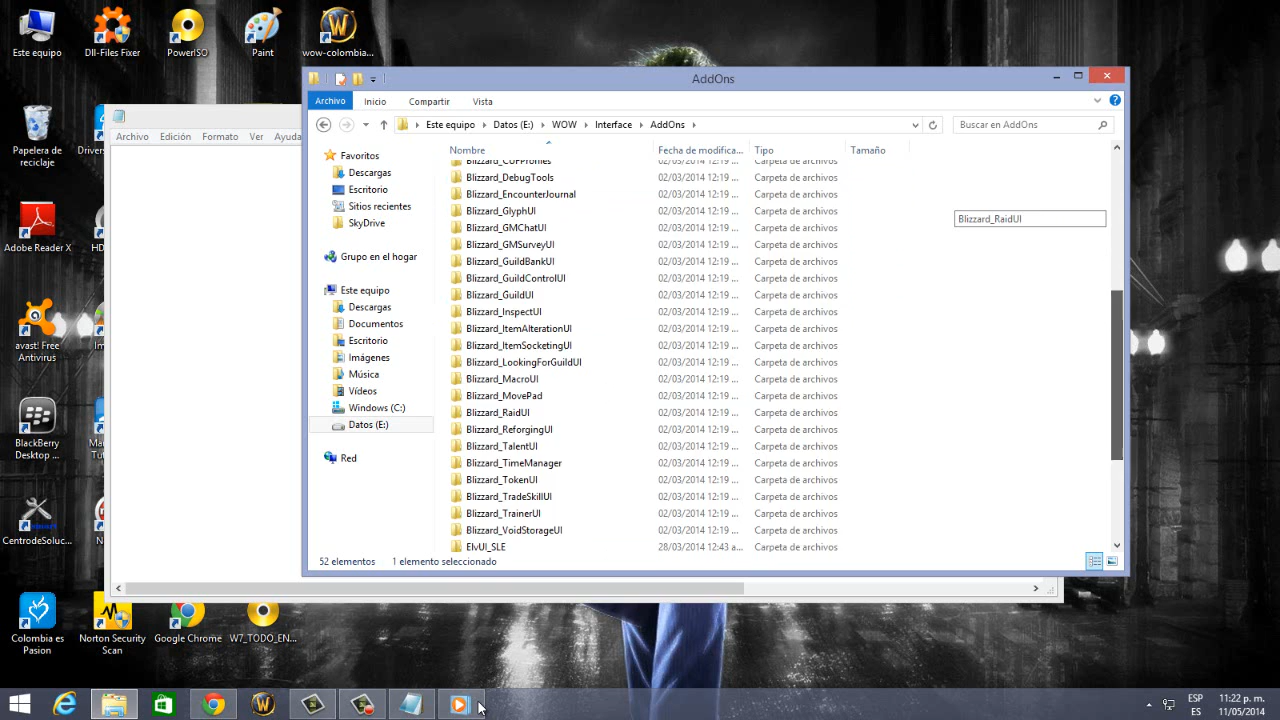 Este equipo
Dll-Files Fixer
PowerISO
Paint
wow-colombia...
Papelera de
reciclaje
Adobe Reader X
avast! Free
Antivirus
BlackBerry
Desktop ...
CentrodeSoluc...
Colombia es
Pasion
Norton Security
Scan
Google Chrome
W7_TODO_EN...
Archivo Edición Formato Ver Ayuda
AddOns
Archivo Inicio Compartir Vista
Este equipo Datos (E:) WOW Interface AddOns
Buscar en AddOns
Nombre Fecha de modifica... Tipo Tamaño
Favoritos
Descargas
Escritorio
Sitios recientes
SkyDrive
Grupo en el hogar
Este equipo
Descargas
Documentos
Escritorio
Imágenes
Música
Vídeos
Windows (C:)
Datos (E:)
Red
Blizzard_CUFProfiles 02/03/2014 12:19 ... Carpeta de archivos
Blizzard_DebugTools 02/03/2014 12:19 ... Carpeta de archivos
Blizzard_EncounterJournal 02/03/2014 12:19 ... Carpeta de archivos
Blizzard_GlyphUI 02/03/2014 12:19 ... Carpeta de archivos
Blizzard_GMChatUI 02/03/2014 12:19 ... Carpeta de archivos
Blizzard_GMSurveyUI 02/03/2014 12:19 ... Carpeta de archivos
Blizzard_GuildBankUI 02/03/2014 12:19 ... Carpeta de archivos
Blizzard_GuildControlUI 02/03/2014 12:19 ... Carpeta de archivos
Blizzard_GuildUI 02/03/2014 12:19 ... Carpeta de archivos
Blizzard_InspectUI 02/03/2014 12:19 ... Carpeta de archivos
Blizzard_ItemAlterationUI 02/03/2014 12:19 ... Carpeta de archivos
Blizzard_ItemSocketingUI 02/03/2014 12:19 ... Carpeta de archivos
Blizzard_LookingForGuildUI 02/03/2014 12:19 ... Carpeta de archivos
Blizzard_MacroUI 02/03/2014 12:19 ... Carpeta de archivos
Blizzard_MovePad 02/03/2014 12:19 ... Carpeta de archivos
Blizzard_RaidUI 02/03/2014 12:19 ... Carpeta de archivos
Blizzard_ReforgingUI 02/03/2014 12:19 ... Carpeta de archivos
Blizzard_TalentUI 02/03/2014 12:19 ... Carpeta de archivos
Blizzard_TimeManager 02/03/2014 12:19 ... Carpeta de archivos
Blizzard_TokenUI 02/03/2014 12:19 ... Carpeta de archivos
Blizzard_TradeSkillUI 02/03/2014 12:19 ... Carpeta de archivos
Blizzard_TrainerUI 02/03/2014 12:19 ... Carpeta de archivos
Blizzard_VoidStorageUI 02/03/2014 12:19 ... Carpeta de archivos
ElvUI_SLE 28/03/2014 12:43 a... Carpeta de archivos
Blizzard_RaidUI
52 elementos 1 elemento seleccionado
ESP
ES
11:22 p. m.
11/05/2014